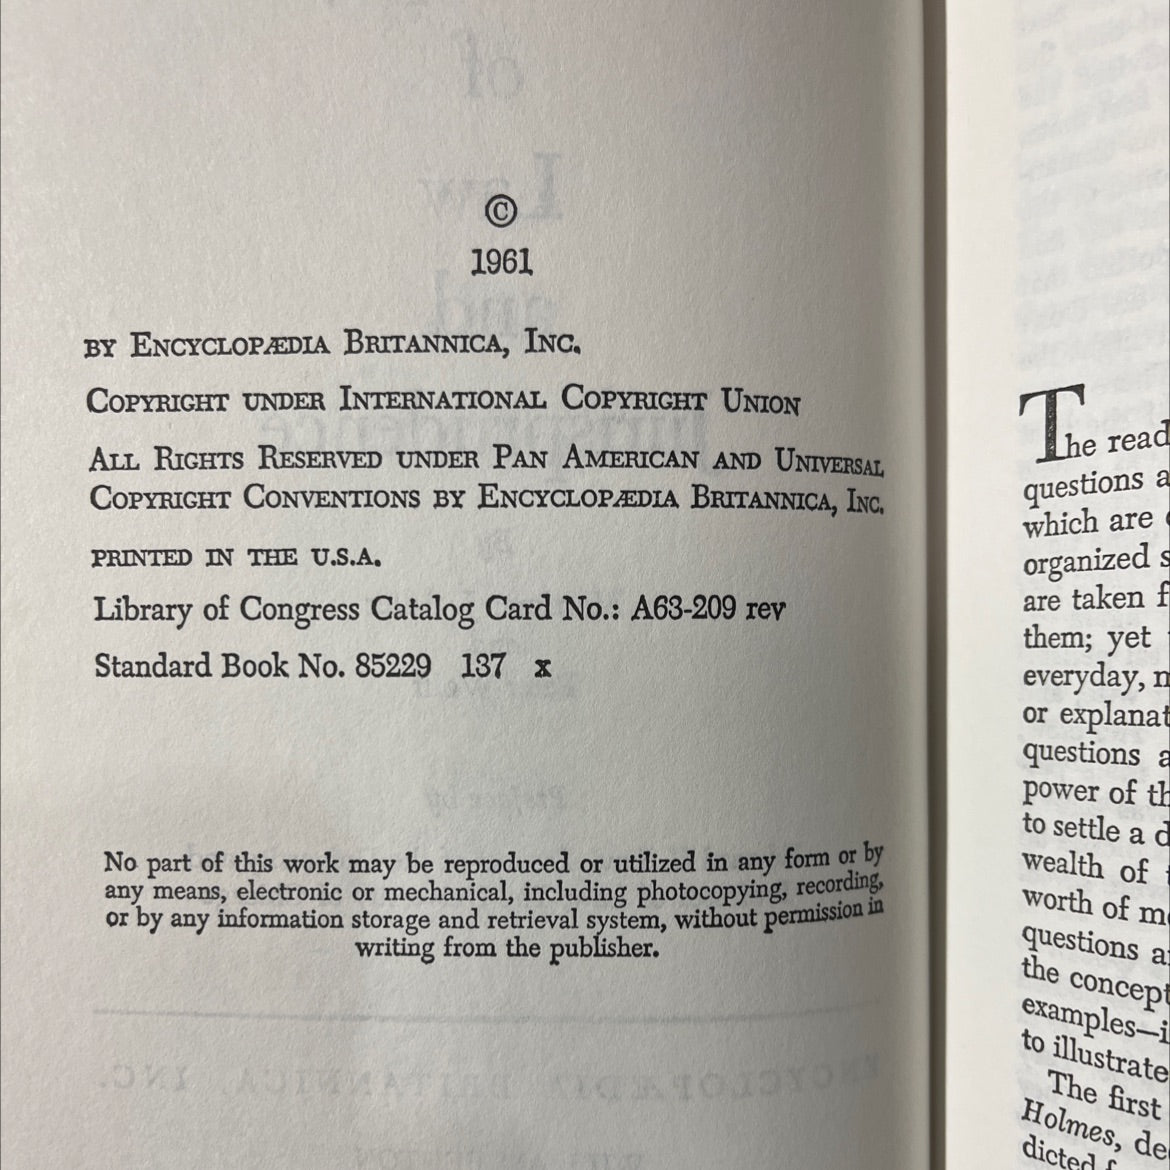 ©
1961
BY ENCYCLOPÆDIA BRITANNICA, INC.
COPYRIGHT UNDER INTERNATIONAL COPYRIGHT UNION
ALL RIGHTS RESERVED UNDER PAN AMERICAN AND UNIVERSAL
COPYRIGHT CONVENTIONS BY ENCYCLOPÆDIA BRITANNICA, INC.
PRINTED IN THE U.S.A.
Library of Congress Catalog Card No.: A63-209 rev
Standard Book No. 85229 137 x
No part of this work may be reproduced or utilized in any form or by
any means, electronic or mechanical, including photocopying, recording,
or by any information storage and retrieval system, without permission in
writing from the publisher.
The read
questions a
which are
organized s
are taken f
them; yet
everyday, n
or explanat
questions a
power of th
to settle a d
wealth of
worth of m
questions a
the concept
examples—i
to illustrate
The first
Holmes, de
dicted f